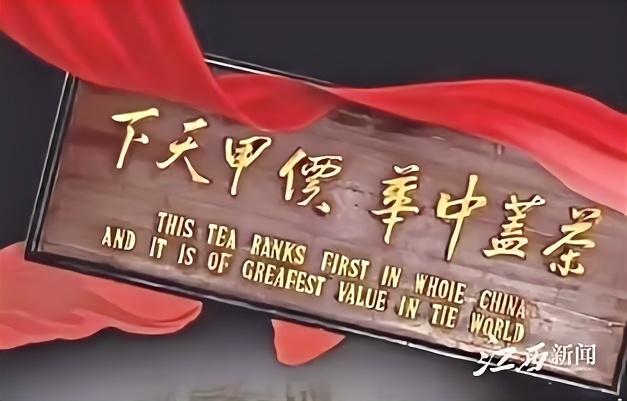 茶蓋中華 價甲天下
THIS TEA RANKS FIRST IN WHOIE CHINA
AND IT IS OF GREAFEST VALUE IN TIE WORLD
江西新闻